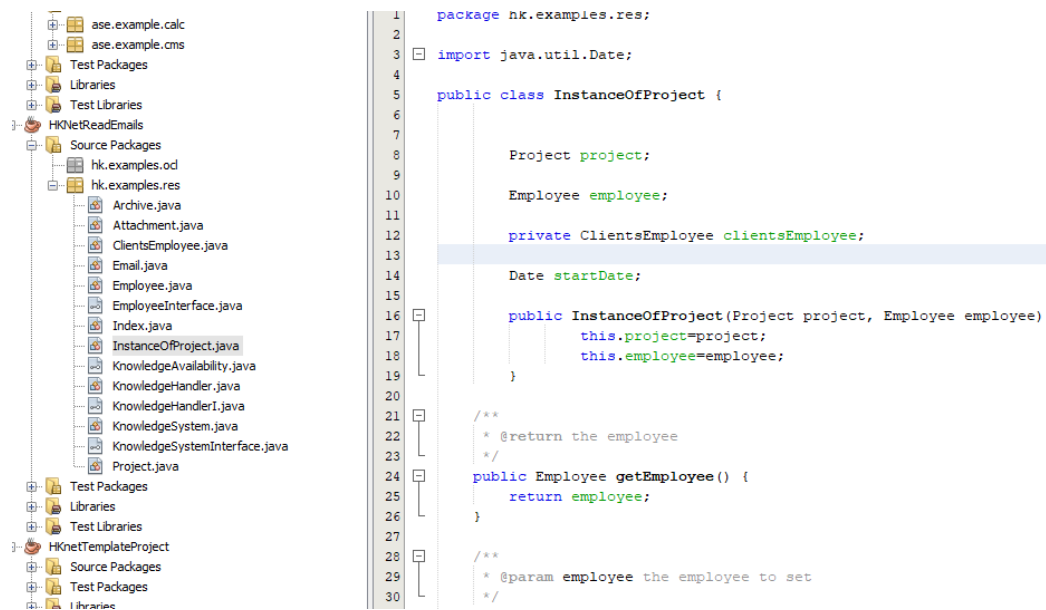 ase.example.calc
ase.example.cms
Test Packages
Libraries
Test Libraries
HKNetReadEmails
Source Packages
hk.examples.ocl
hk.examples.res
Archive.java
Attachment.java
ClientsEmployee.java
Email.java
Employee.java
EmployeeInterface.java
Index.java
InstanceOfProject.java
KnowledgeAvailability.java
KnowledgeHandler.java
KnowledgeHandlerI.java
KnowledgeSystem.java
KnowledgeSystemInterface.java
Project.java
Test Packages
Libraries
Test Libraries
HKnetTemplateProject
Source Packages
Test Packages
Libraries
1 package hk.examples.res;
2
3 import java.util.Date;
4
5 public class InstanceOfProject {
6
7
8 Project project;
9
10 Employee employee;
11
12 private ClientsEmployee clientsEmployee;
13
14 Date startDate;
15
16 public InstanceOfProject(Project project, Employee employee)
17 this.project=project;
18 this.employee=employee;
19 }
20
21 /**
22 * @return the employee
23 */
24 public Employee getEmployee() {
25 return employee;
26 }
27
28 /**
29 * @param employee the employee to set
30 */